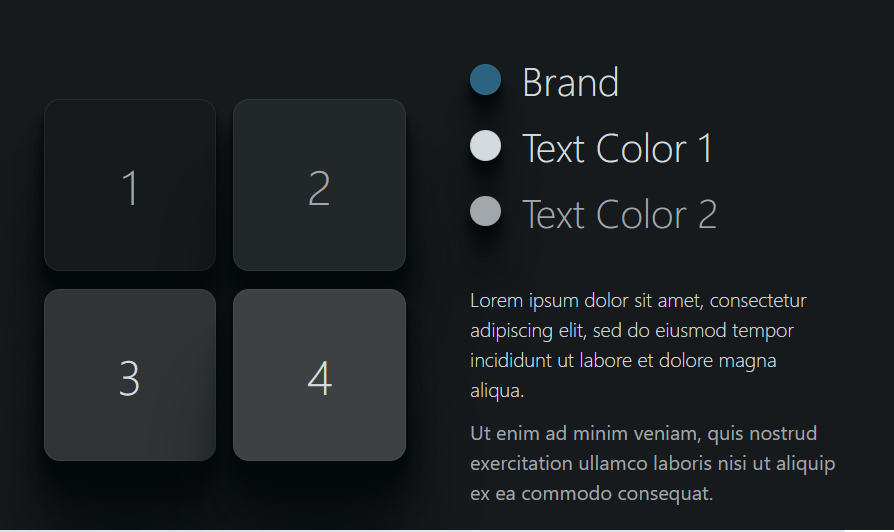 1
2
3
4
Brand
Text Color 1
Text Color 2
Lorem ipsum dolor sit amet, consectetur
adipiscing elit, sed do eiusmod tempor
incididunt ut labore et dolore magna
aliqua.
Ut enim ad minim veniam, quis nostrud
exercitation ullamco laboris nisi ut aliquip
ex ea commodo consequat.